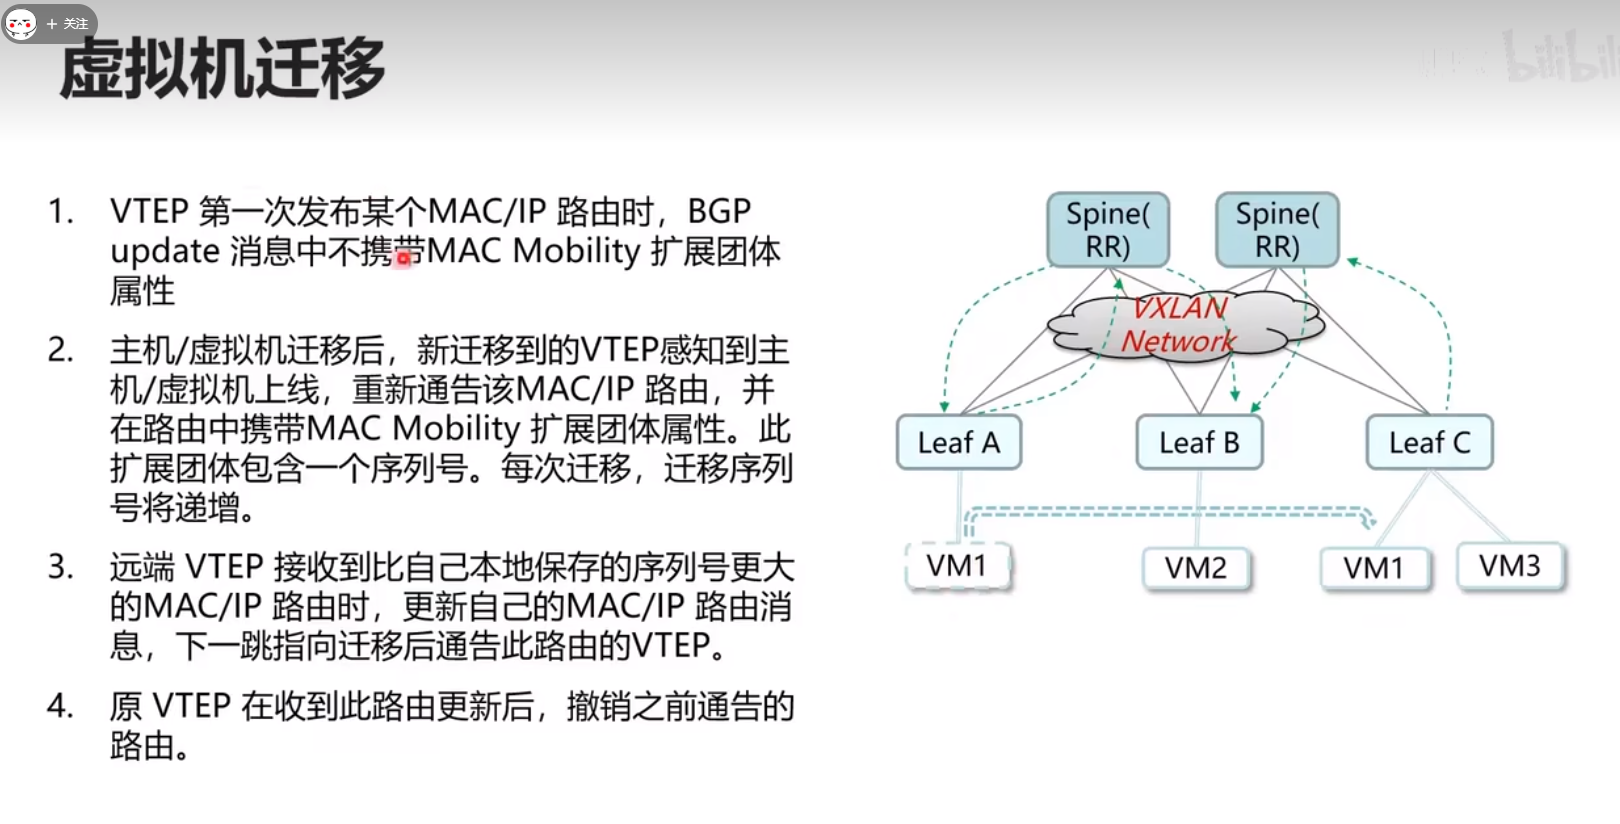 + 关注
虚拟机迁移
bilibili
1. VTEP 第一次发布某个MAC/IP 路由时，BGP
update 消息中不携带MAC Mobility 扩展团体
属性
2. 主机/虚拟机迁移后，新迁移到的VTEP感知到主
机/虚拟机上线，重新通告该MAC/IP 路由，并
在路由中携带MAC Mobility 扩展团体属性。此
扩展团体包含一个序列号。每次迁移，迁移序列
号将递增。
3. 远端 VTEP 接收到比自己本地保存的序列号更大
的MAC/IP 路由时，更新自己的MAC/IP 路由消
息，下一跳指向迁移后通告此路由的VTEP。
4. 原 VTEP 在收到此路由更新后，撤销之前通告的
路由。
Spine(
RR)
Spine(
RR)
VXLAN
Network
Leaf A
Leaf B
Leaf C
VM1
VM2
VM1
VM3